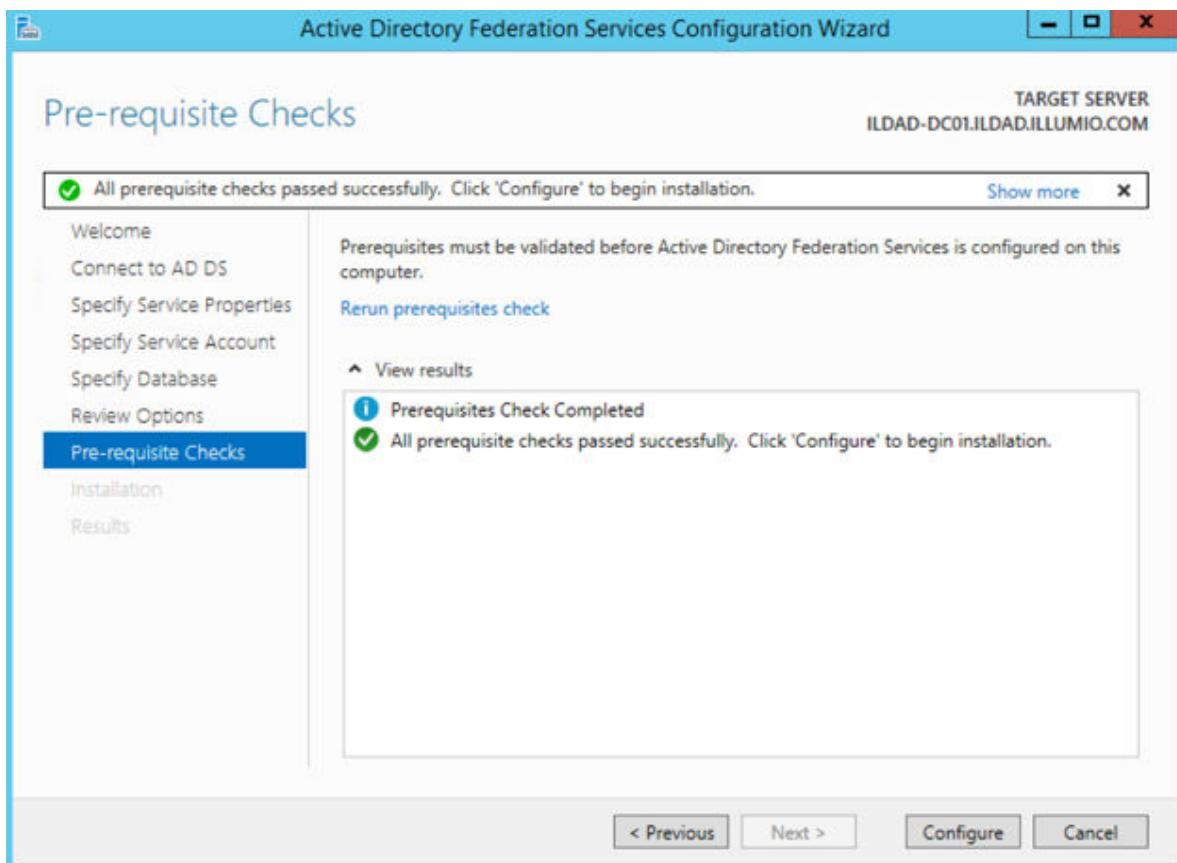 Active Directory Federation Services Configuration Wizard
Pre-requisite Checks
TARGET SERVER
ILDAD-DC01.ILDAD.ILLUMIO.COM
All prerequisite checks passed successfully. Click 'Configure' to begin installation.
Show more
Welcome
Connect to AD DS
Specify Service Properties
Specify Service Account
Specify Database
Review Options
Pre-requisite Checks
Installation
Results
Prerequisites must be validated before Active Directory Federation Services is configured on this
computer.
Rerun prerequisites check
View results
Prerequisites Check Completed
All prerequisite checks passed successfully. Click 'Configure' to begin installation.
< Previous
Next >
Configure
Cancel